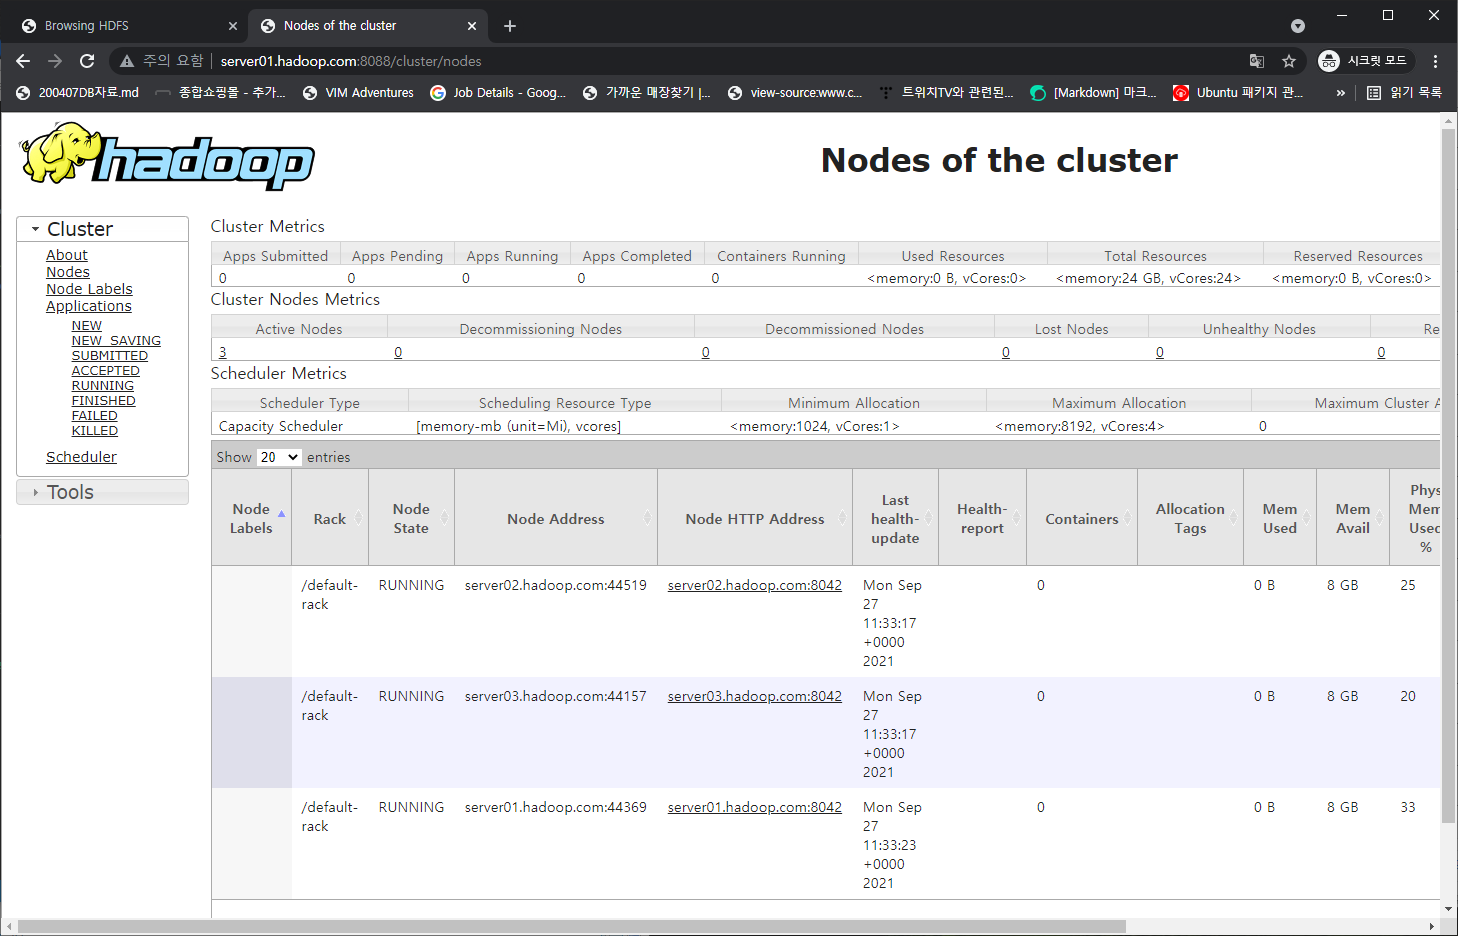 Browsing HDFS
Nodes of the cluster
주의 요함 server01.hadoop.com:8088/cluster/nodes
시크릿 모드
200407DB자료.md
종합쇼핑몰 - 추가...
VIM Adventures
Job Details - Goog...
가까운 매장찾기 |...
view-source:www.c...
트위치TV와 관련된...
[Markdown] 마크...
Ubuntu 패키지 관...
»
읽기 목록
hadoop
Nodes of the cluster
Cluster
About
Nodes
Node Labels
Applications
NEW
NEW_SAVING
SUBMITTED
ACCEPTED
RUNNING
FINISHED
FAILED
KILLED
Scheduler
Tools
Cluster Metrics
Apps Submitted Apps Pending Apps Running Apps Completed Containers Running Used Resources Total Resources Reserved Resources
0 0 0 0 0 <memory:0 B, vCores:0> <memory:24 GB, vCores:24> <memory:0 B, vCores:0>
Cluster Nodes Metrics
Active Nodes Decommissioning Nodes Decommissioned Nodes Lost Nodes Unhealthy Nodes Re
3 0 0 0 0 0
Scheduler Metrics
Scheduler Type Scheduling Resource Type Minimum Allocation Maximum Allocation Maximum Cluster A
Capacity Scheduler [memory-mb (unit=Mi), vcores] <memory:1024, vCores:1> <memory:8192, vCores:4> 0
Show 20 entries
Node Labels Rack Node State Node Address Node HTTP Address Last health-update Health-report Containers Allocation Tags Mem Used Mem Avail Phys Mem Used %
/default-rack RUNNING server02.hadoop.com:44519 server02.hadoop.com:8042 Mon Sep 27 11:33:17 +0000 2021 0 0 B 8 GB 25
/default-rack RUNNING server03.hadoop.com:44157 server03.hadoop.com:8042 Mon Sep 27 11:33:17 +0000 2021 0 0 B 8 GB 20
/default-rack RUNNING server01.hadoop.com:44369 server01.hadoop.com:8042 Mon Sep 27 11:33:23 +0000 2021 0 0 B 8 GB 33